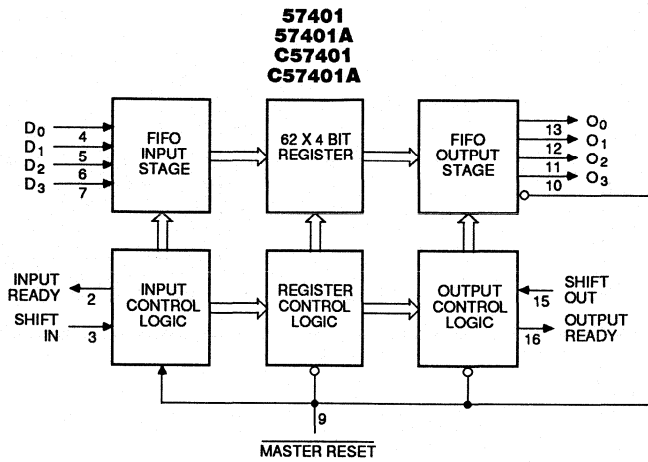 57401
57401A
C57401
C57401A
D0
4
D1
5
D2
6
D3
7
FIFO
INPUT
STAGE
62 X 4 BIT
REGISTER
FIFO
OUTPUT
STAGE
O0
13
O1
12
O2
11
O3
10
INPUT
READY
2
SHIFT
IN
3
INPUT
CONTROL
LOGIC
REGISTER
CONTROL
LOGIC
OUTPUT
CONTROL
LOGIC
SHIFT
OUT
15
OUTPUT
READY
16
9
MASTER RESET